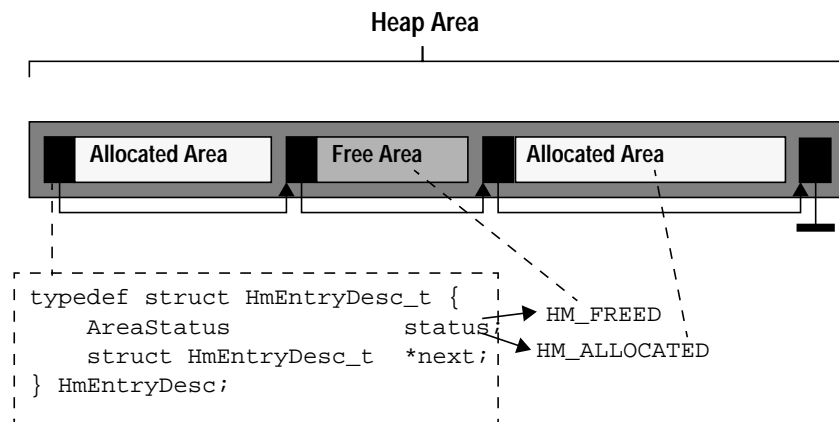 Heap Area
Allocated Area Free Area Allocated Area
typedef struct HmEntryDesc_t {
AreaStatus status;
struct HmEntryDesc_t *next;
} HmEntryDesc;
HM_FREED
HM_ALLOCATED